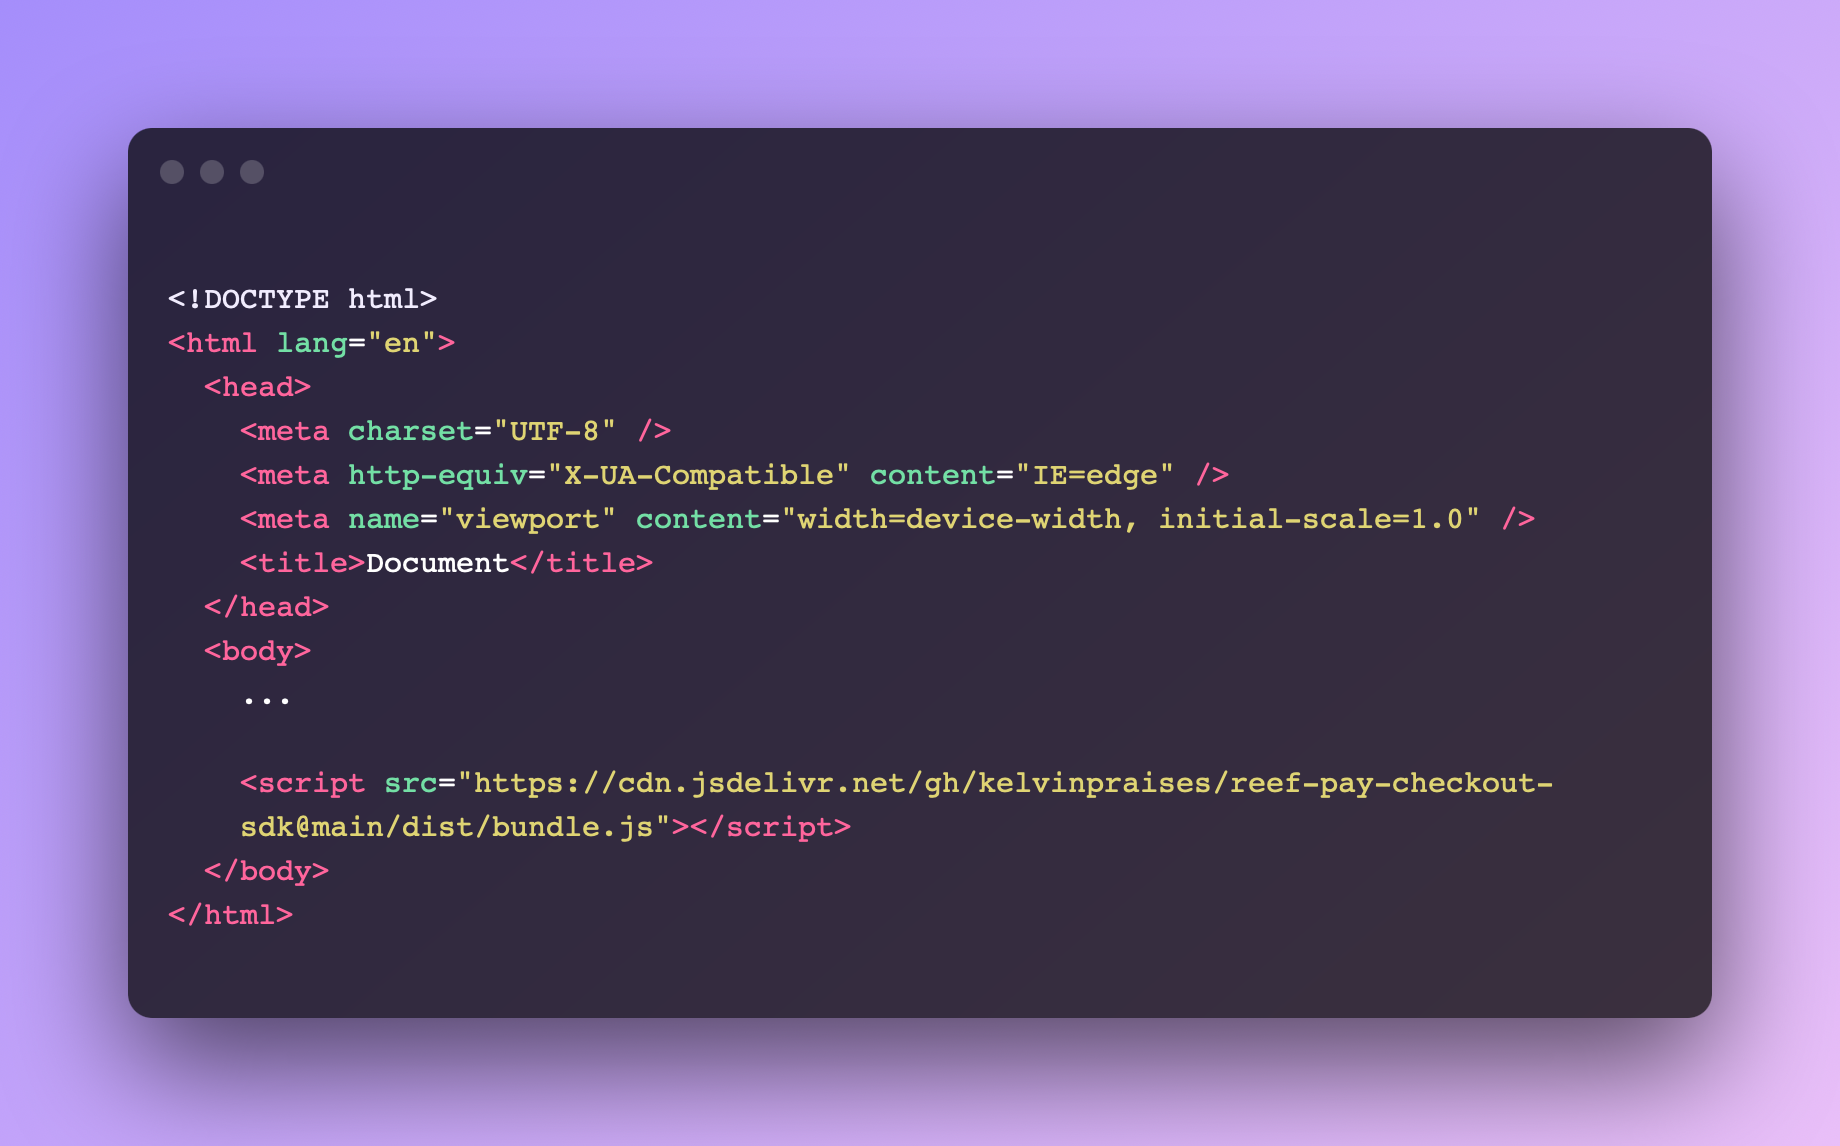 <!DOCTYPE html>
<html lang="en">
  <head>
    <meta charset="UTF-8" />
    <meta http-equiv="X-UA-Compatible" content="IE=edge" />
    <meta name="viewport" content="width=device-width, initial-scale=1.0" />
    <title>Document</title>
  </head>
  <body>
    ...

    <script src="https://cdn.jsdelivr.net/gh/kelvinpraises/reef-pay-checkout-
    sdk@main/dist/bundle.js"></script>
  </body>
</html>